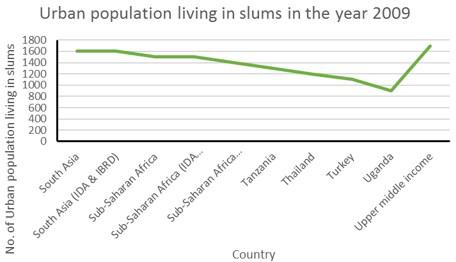 Urban population living in slums in the year 2009
No. of Urban population living in slums
1800
1600
1400
1200
1000
800
600
400
200
0
South Asia
South Asia (IDA & IBRD)
Sub-Saharan Africa
Sub-Saharan Africa (IDA...
Sub-Saharan Africa...
Tanzania
Thailand
Turkey
Uganda
Upper middle income
Country